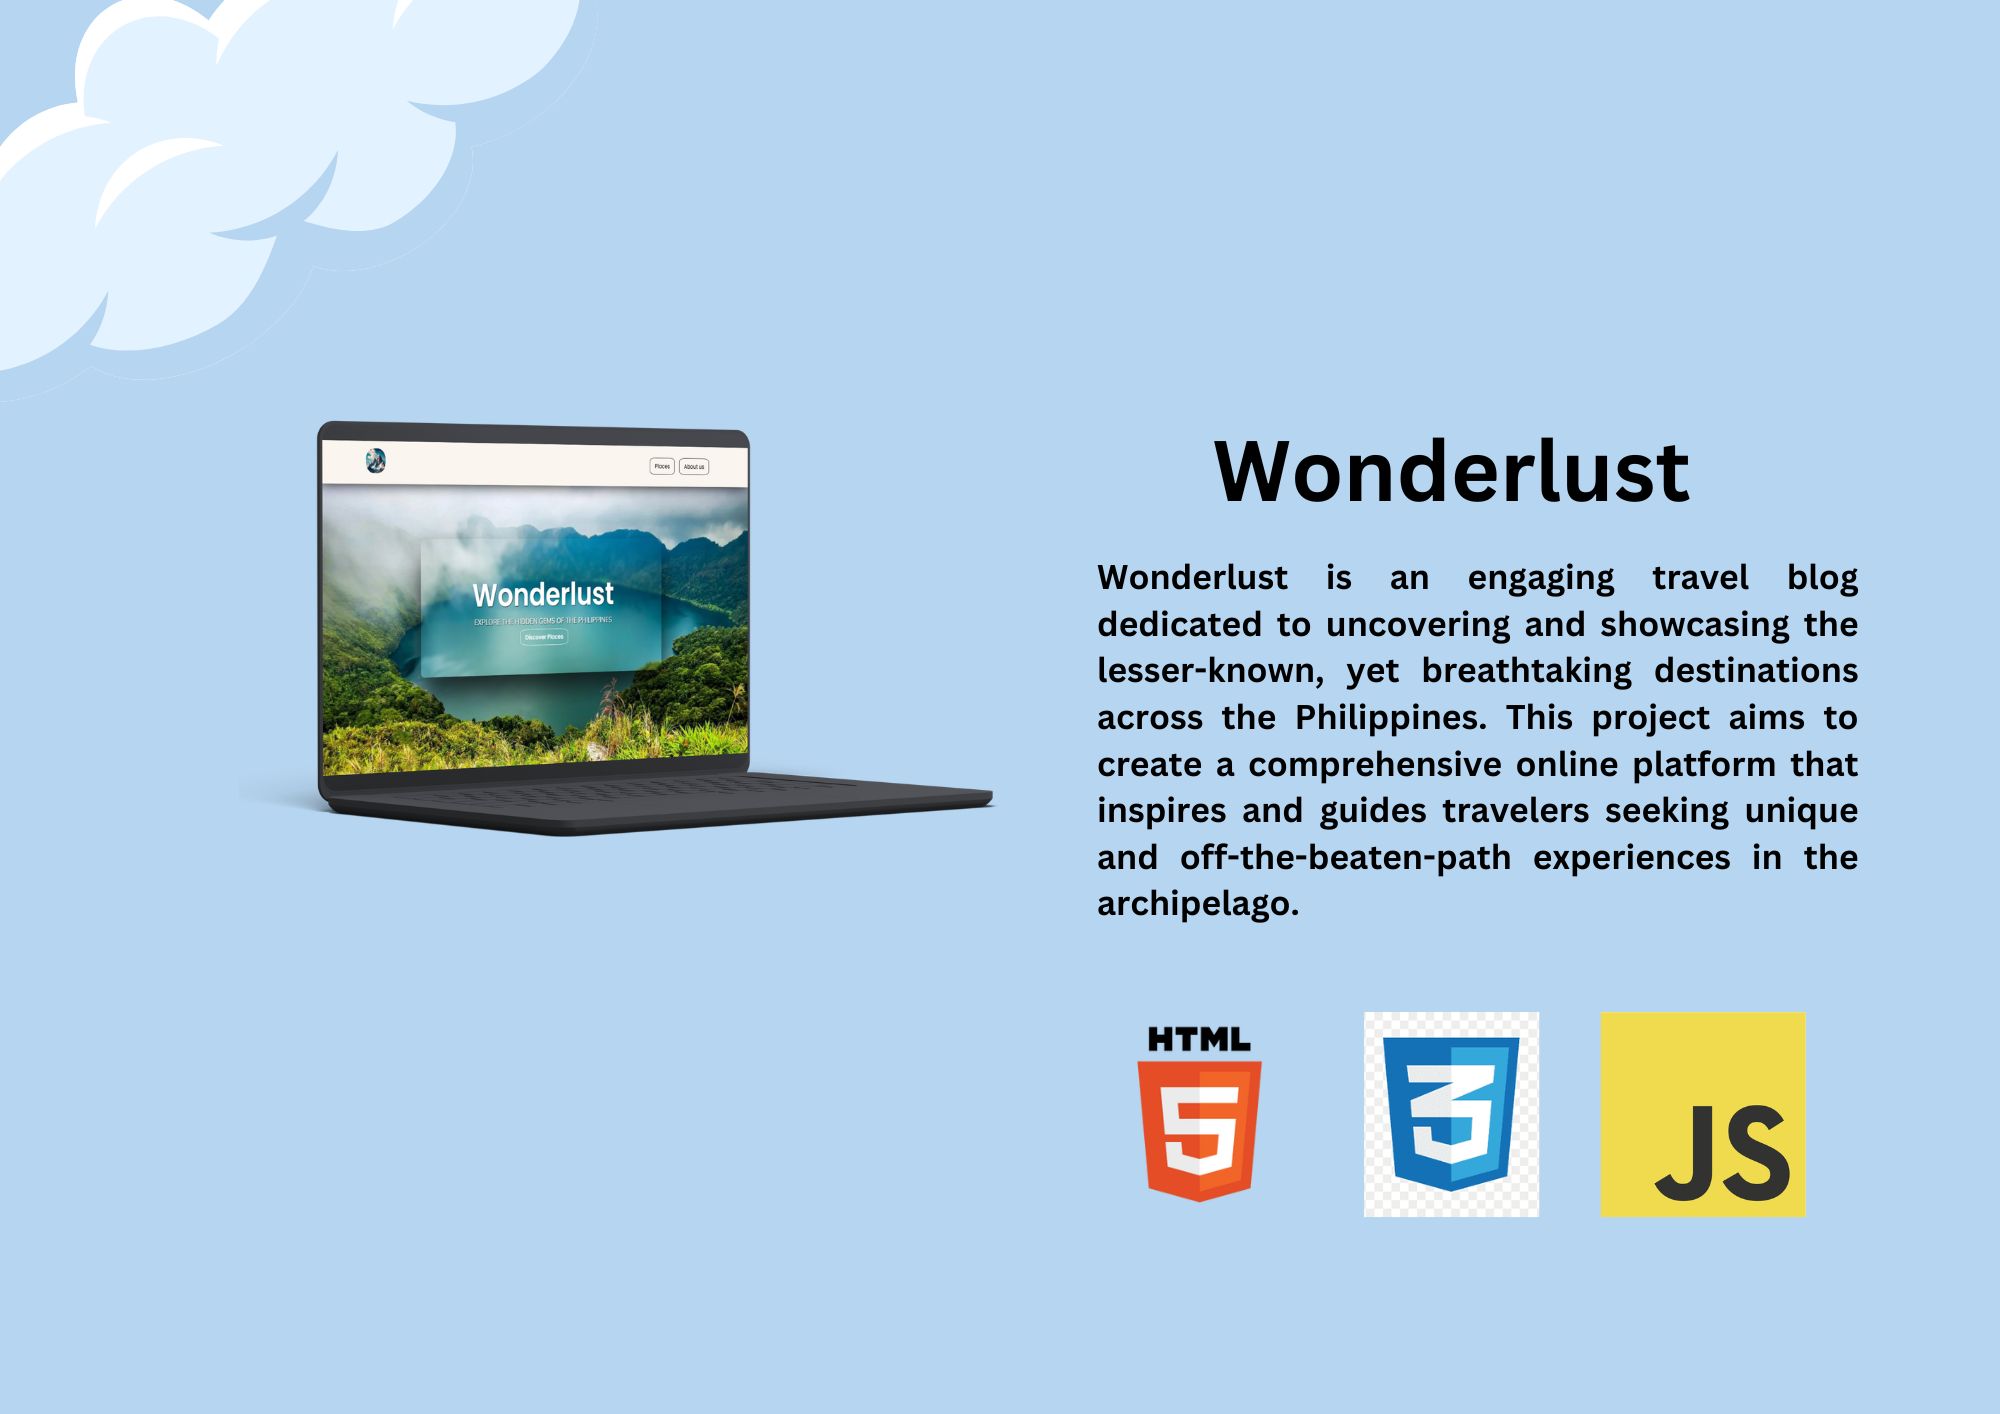 Places About us
Wonderlust
EXPLORE THE HIDDEN GEMS OF THE PHILIPPINES
Discover Places
Wonderlust
Wonderlust is an engaging travel blog
dedicated to uncovering and showcasing the
lesser-known, yet breathtaking destinations
across the Philippines. This project aims to
create a comprehensive online platform that
inspires and guides travelers seeking unique
and off-the-beaten-path experiences in the
archipelago.
HTML
5 3 JS